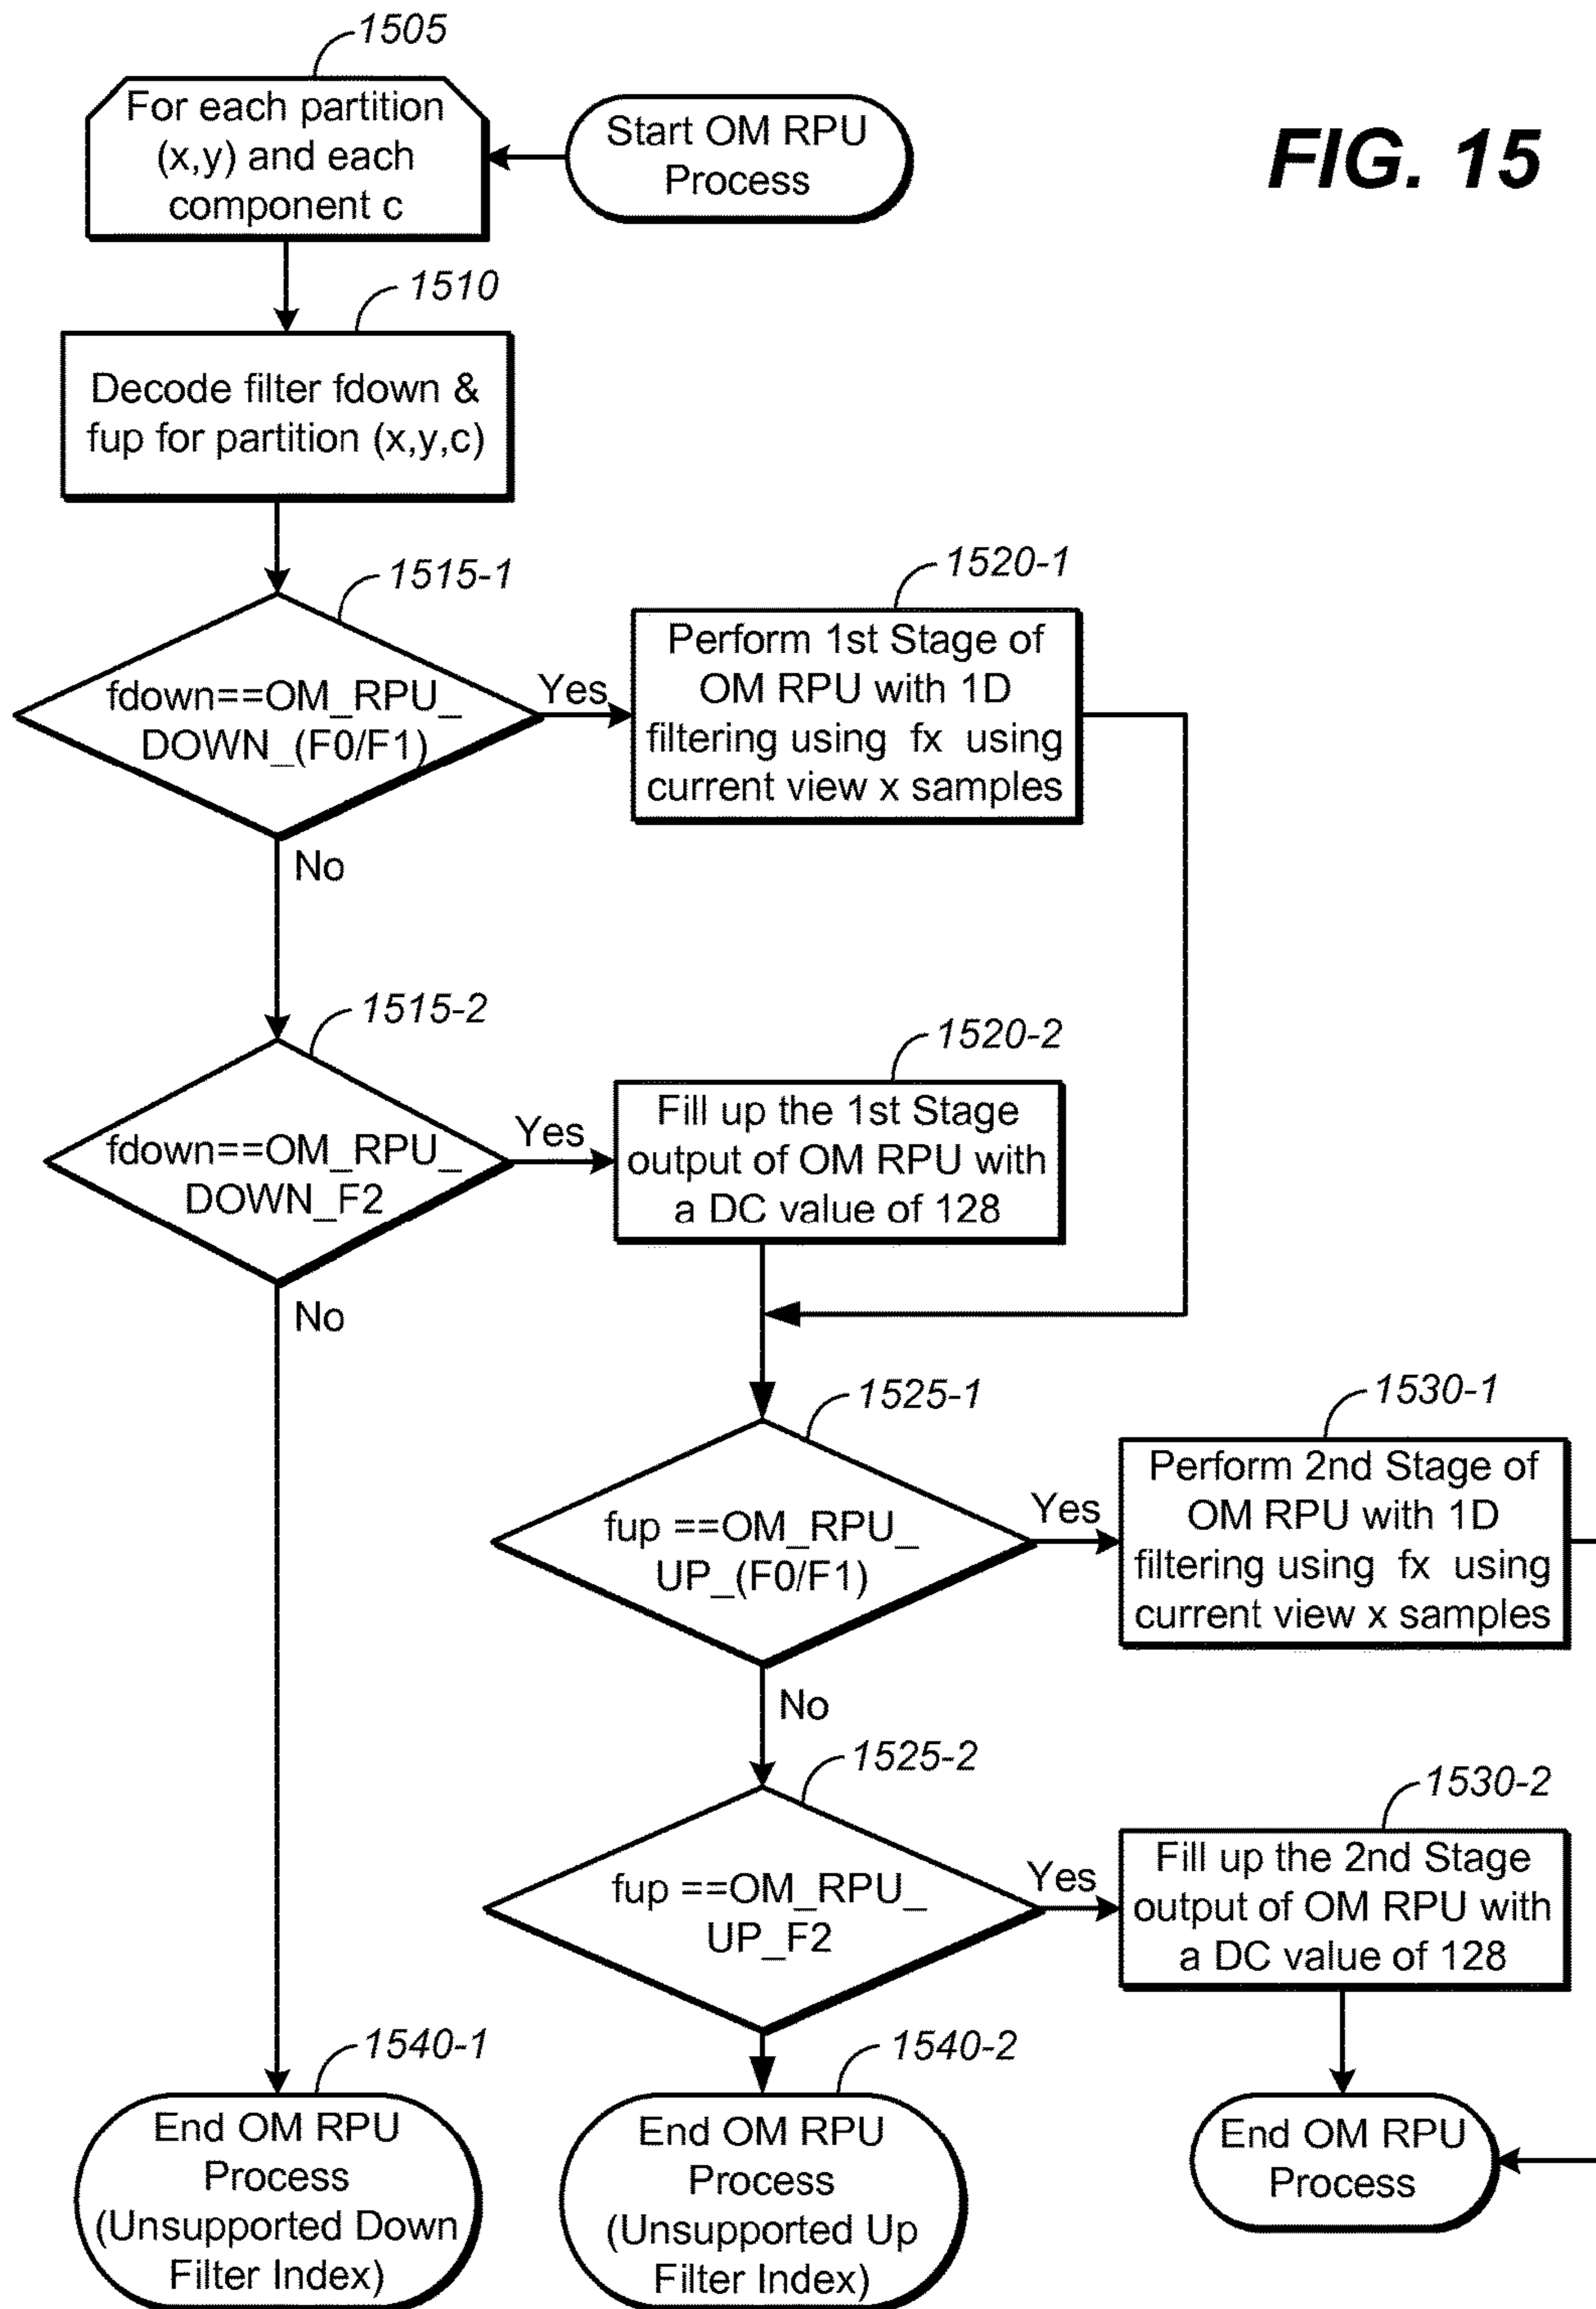 1505
For each partition
(x,y) and each
component c
Start OM RPU
Process
FIG. 15
1510
Decode filter fdown &
fup for partition (x,y,c)
1515-1
fdown==OM_RPU_
DOWN_(F0/F1)
Yes
No
1520-1
Perform 1st Stage of
OM RPU with 1D
filtering using fx using
current view x samples
1515-2
fdown==OM_RPU_
DOWN_F2
Yes
No
1520-2
Fill up the 1st Stage
output of OM RPU with
a DC value of 128
1525-1
fup ==OM_RPU_
UP_(F0/F1)
Yes
No
1530-1
Perform 2nd Stage of
OM RPU with 1D
filtering using fx using
current view x samples
1525-2
fup ==OM_RPU_
UP_F2
Yes
1530-2
Fill up the 2nd Stage
output of OM RPU with
a DC value of 128
1540-1
End OM RPU
Process
(Unsupported Down
Filter Index)
1540-2
End OM RPU
Process
(Unsupported Up
Filter Index)
End OM RPU
Process